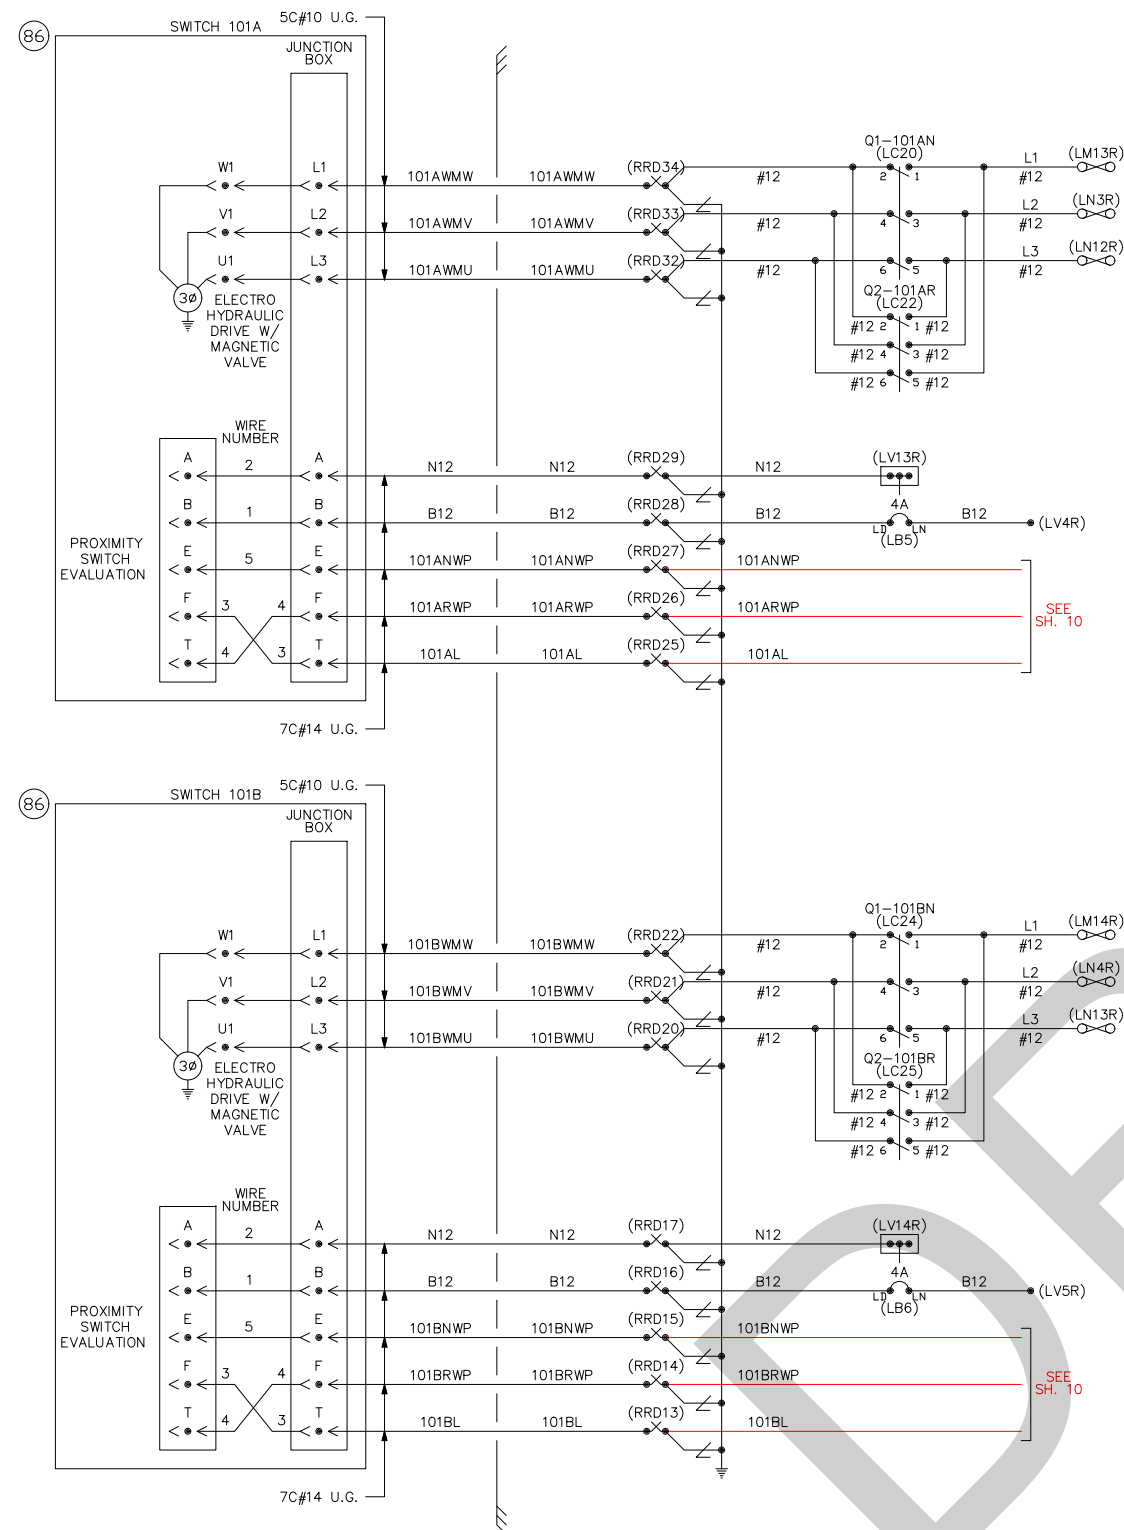 5C#10 U.G.
86
SWITCH 101A
JUNCTION
BOX
Q1-101AN
(LC20)
W1
L1
101AWMW
101AWMW
(RRD34)
#12
2
1
L1
#12
(LM13R)
V1
L2
101AWMV
101AWMV
(RRD33)
#12
4
3
L2
#12
(LN3R)
U1
L3
101AWMU
101AWMU
(RRD32)
#12
6
5
L3
#12
(LN12R)
3Ø
ELECTRO
HYDRAULIC
DRIVE W/
MAGNETIC
VALVE
Q2-101AR
(LC22)
#12 2
1 #12
#12 4
3 #12
#12 6
5 #12
WIRE
NUMBER
A
2
A
N12
N12
(RRD29)
N12
(LV13R)
B
1
B
B12
B12
(RRD28)
B12
4A
LD
LN
(LB5)
B12
(LV4R)
PROXIMITY
SWITCH
EVALUATION
E
5
E
101ANWP
101ANWP
(RRD27)
101ANWP
F
3
4
F
101ARWP
101ARWP
(RRD26)
101ARWP
SEE
SH. 10
T
4
3
T
101AL
101AL
(RRD25)
101AL
7C#14 U.G.
5C#10 U.G.
86
SWITCH 101B
JUNCTION
BOX
Q1-101BN
(LC24)
W1
L1
101BWMW
101BWMW
(RRD22)
#12
2
1
L1
#12
(LM14R)
V1
L2
101BWMV
101BWMV
(RRD21)
#12
4
3
L2
#12
(LN4R)
U1
L3
101BWMU
101BWMU
(RRD20)
#12
6
5
L3
#12
(LN13R)
3Ø
ELECTRO
HYDRAULIC
DRIVE W/
MAGNETIC
VALVE
Q2-101BR
(LC25)
#12 2
1 #12
#12 4
3 #12
#12 6
5 #12
WIRE
NUMBER
A
2
A
N12
N12
(RRD17)
N12
(LV14R)
B
1
B
B12
B12
(RRD16)
B12
4A
LD
LN
(LB6)
B12
(LV5R)
PROXIMITY
SWITCH
EVALUATION
E
5
E
101BNWP
101BNWP
(RRD15)
101BNWP
F
3
4
F
101BRWP
101BRWP
(RRD14)
101BRWP
SEE
SH. 10
T
4
3
T
101BL
101BL
(RRD13)
101BL
7C#14 U.G.